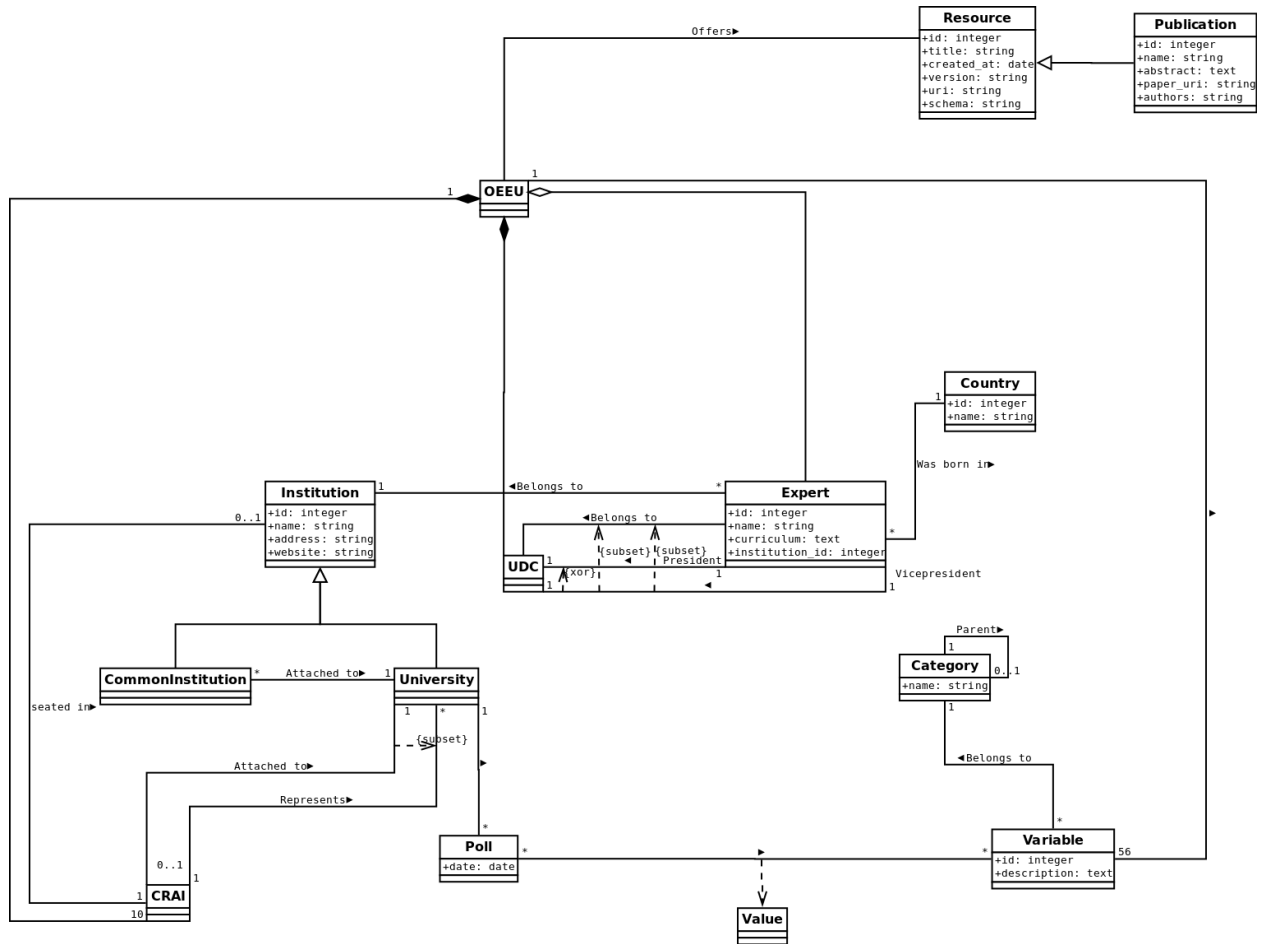 Resource
+id: integer
+title: string
+created_at: date
+version: string
+uri: string
+schema: string
Publication
+id: integer
+name: string
+abstract: text
+paper_uri: string
+authors: string
Offers►
1
1
OEEU
Country
+id: integer
+name: string
1
Was born in►
*
►
Institution
+id: integer
+name: string
+address: string
+website: string
1
◄Belongs to
*
0..1
Expert
+id: integer
+name: string
+curriculum: text
+institution_id: integer
◄Belongs to
{subset}
{subset}
◄
President
UDC
1
{xor}
1
1
◄
Vicepresident
1
Parent►
1
0..1
Category
+name: string
1
CommonInstitution
*
Attached to►
1
University
seated in►
1
*
1
{subset}
►
Attached to►
Represents►
◄Belongs to
*
0..1
1
1
CRAI
10
*
Poll
+date: date
*
►
*
Variable
+id: integer
+description: text
56
Value